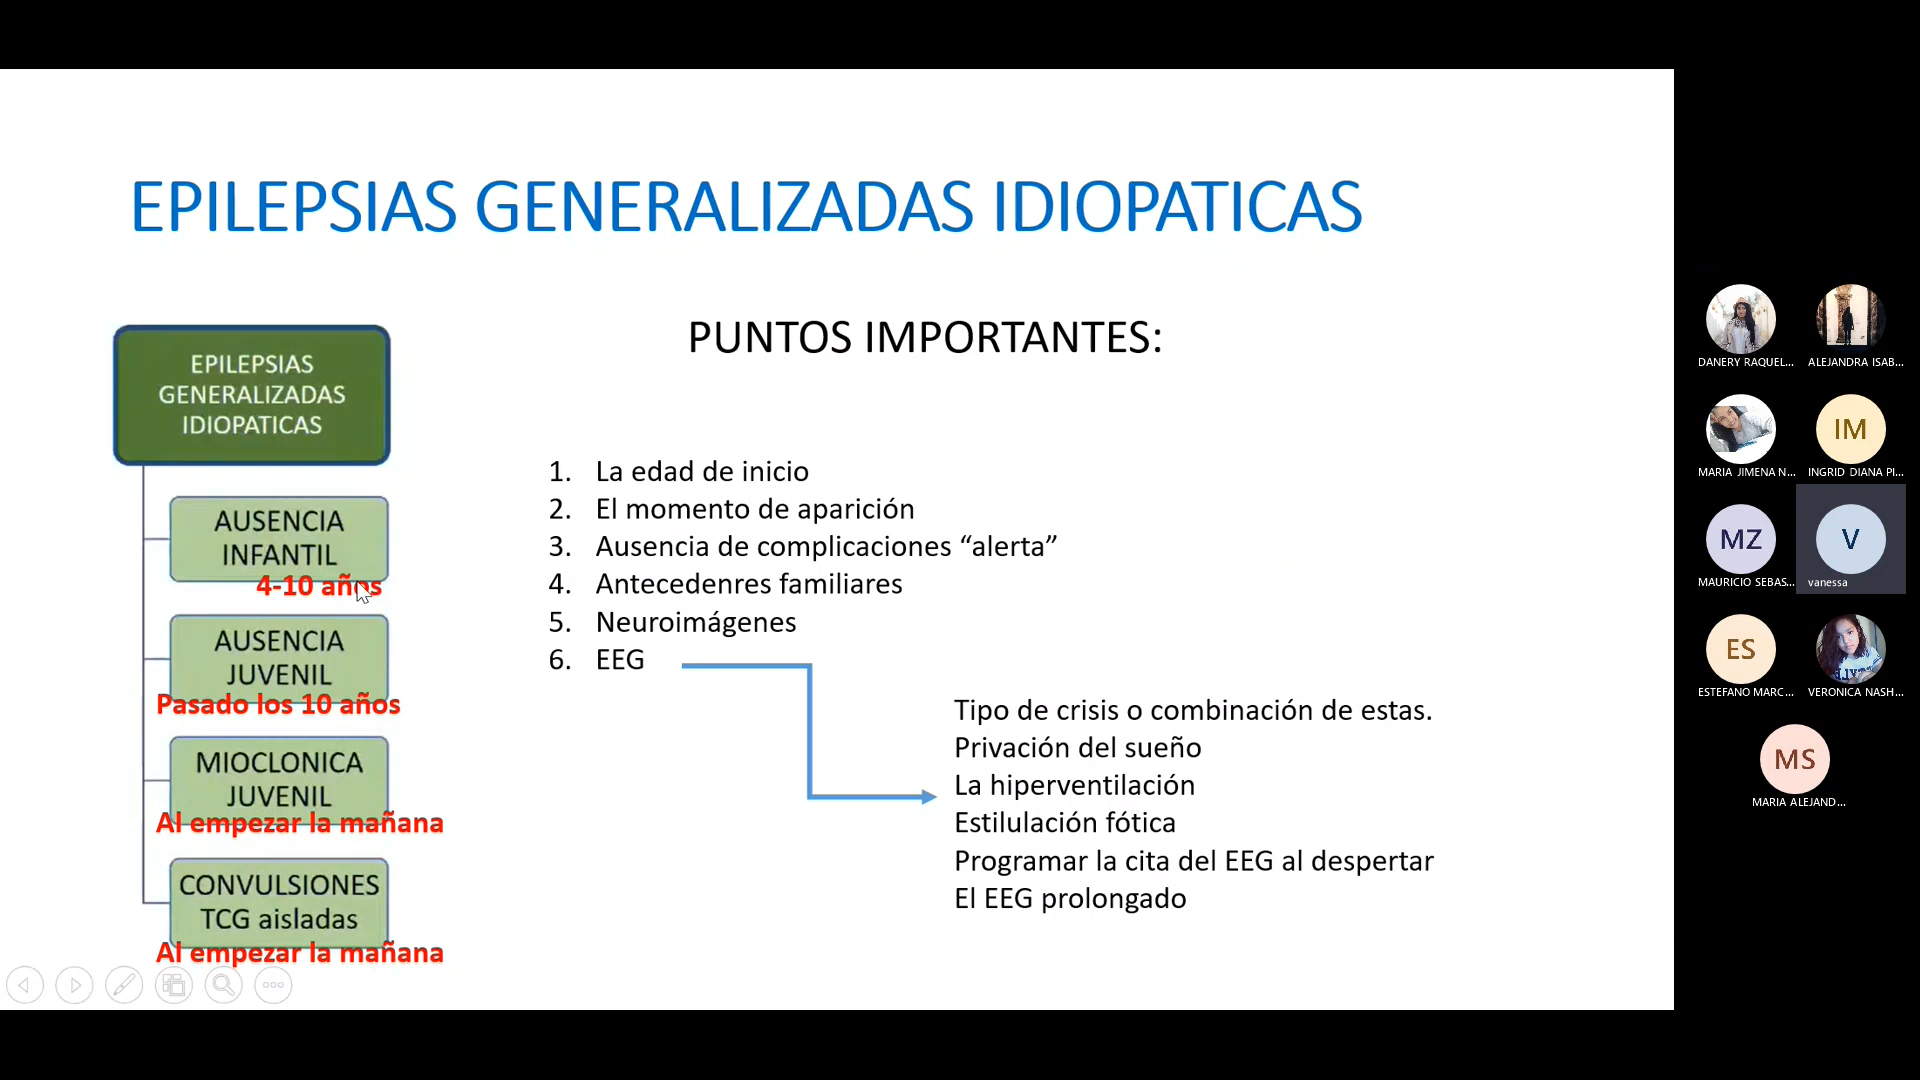 EPILEPSIAS GENERALIZADAS IDIOPATICAS
EPILEPSIAS
GENERALIZADAS
IDIOPATICAS
AUSENCIA
INFANTIL
4-10 años
AUSENCIA
JUVENIL
Pasado los 10 años
MIOCLONICA
JUVENIL
Al empezar la mañana
CONVULSIONES
TCG aisladas
Al empezar la mañana
PUNTOS IMPORTANTES:
1. La edad de inicio
2. El momento de aparición
3. Ausencia de complicaciones “alerta”
4. Antecedenres familiares
5. Neuroimágenes
6. EEG
Tipo de crisis o combinación de estas.
Privación del sueño
La hiperventilación
Estilulación fótica
Programar la cita del EEG al despertar
El EEG prolongado
DANERY RAQUEL...
ALEJANDRA ISAB...
MARIA JIMENA N...
IM
INGRID DIANA PI...
MZ
MAURICIO SEBAS...
V
vanessa
ES
ESTEFANO MARC...
VERONICA NASH...
MS
MARIA ALEJAND...